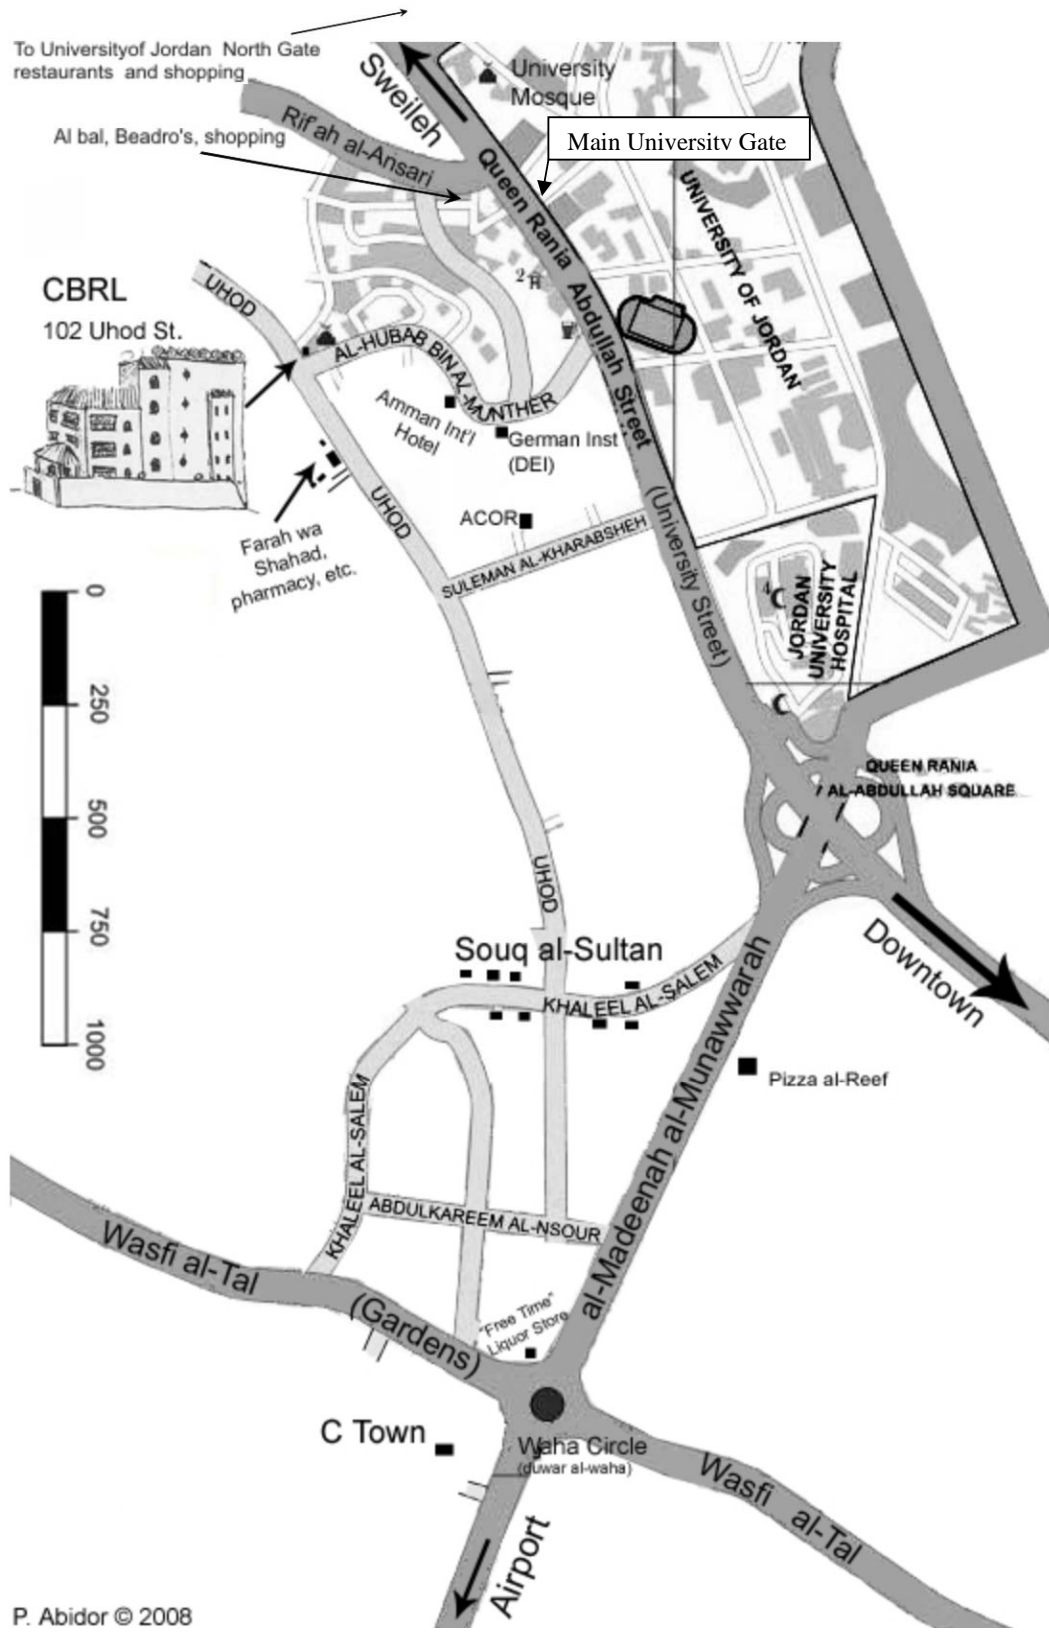 To Universityof Jordan North Gate
restaurants and shopping
Sweileh
University
Mosque
Al bal, Beadro's, shopping
Rif'ah al-Ansari
Main University Gate
Queen Rania Abdullah Street
(University Street)
UNIVERSITY OF JORDAN
CBRL
102 Uhod St.
UHOD
AL-HUBAB BIN AL-MUNTHER
2
Amman Int'l
Hotel
German Inst
(DEI)
UHOD
ACOR
SULEMAN AL-KHARABSHEH
Farah wa
Shahad,
pharmacy, etc.
4
JORDAN
UNIVERSITY
HOSPITAL
0
250
500
750
1000
QUEEN RANIA
AL-ABDULLAH SQUARE
UHOD
Souq al-Sultan
KHALEEL AL-SALEM
Downtown
al-Madeenah al-Munawwarah
Pizza al-Reef
KHALEEL AL-SALEM
ABDULKAREEM AL-NSOUR
Wasfi al-Tal
(Gardens)
"Free Time"
Liquor Store
C Town
Waha Circle
(duwar al-waha)
Wasfi al-Tal
Airport
P. Abidor © 2008